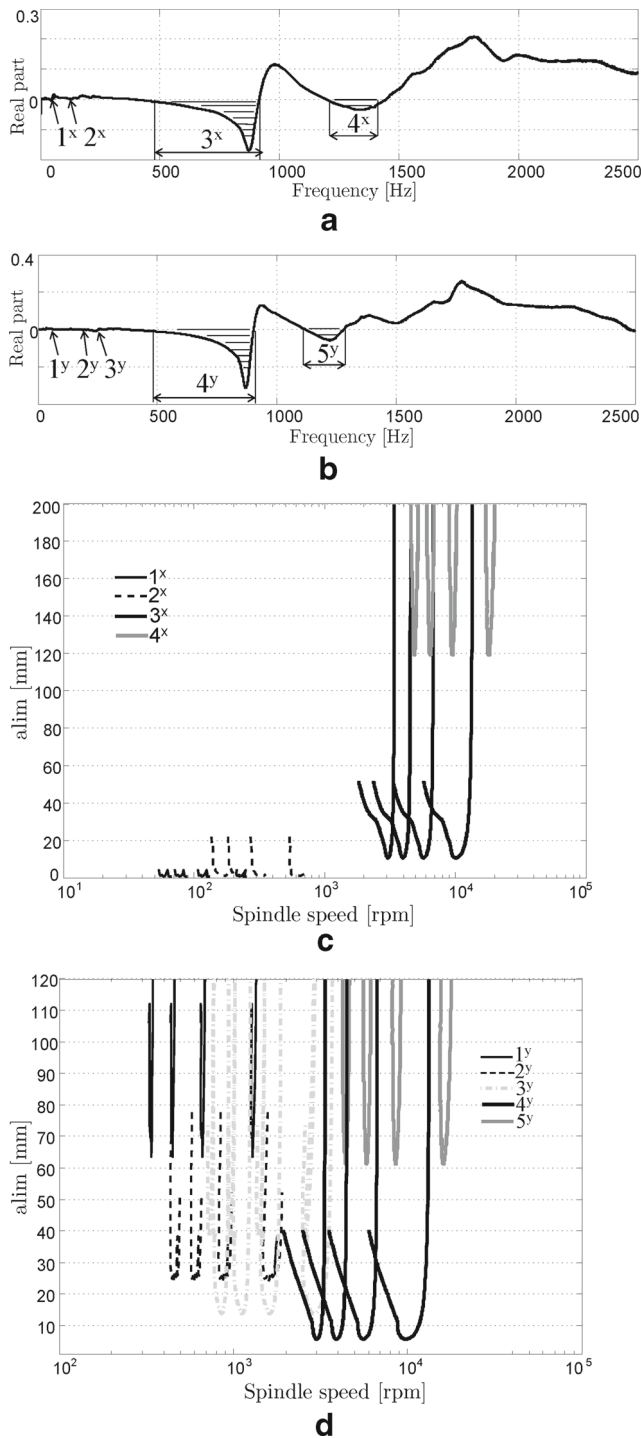 0.3
Real part
0
1ˣ 2ˣ
3ˣ
4ˣ
0 500 1000 1500 2000 2500
Frequency [Hz]
a
0.4
Real part
0
1ʸ 2ʸ 3ʸ
4ʸ
5ʸ
0 500 1000 1500 2000 2500
Frequency [Hz]
b
200
180
160
140
120
100
80
60
40
20
0
alim [mm]
1ˣ
2ˣ
3ˣ
4ˣ
10¹ 10² 10³ 10⁴ 10⁵
Spindle speed [rpm]
c
120
110
100
90
80
70
60
50
40
30
20
10
alim [mm]
1ʸ
2ʸ
3ʸ
4ʸ
5ʸ
10² 10³ 10⁴ 10⁵
Spindle speed [rpm]
d